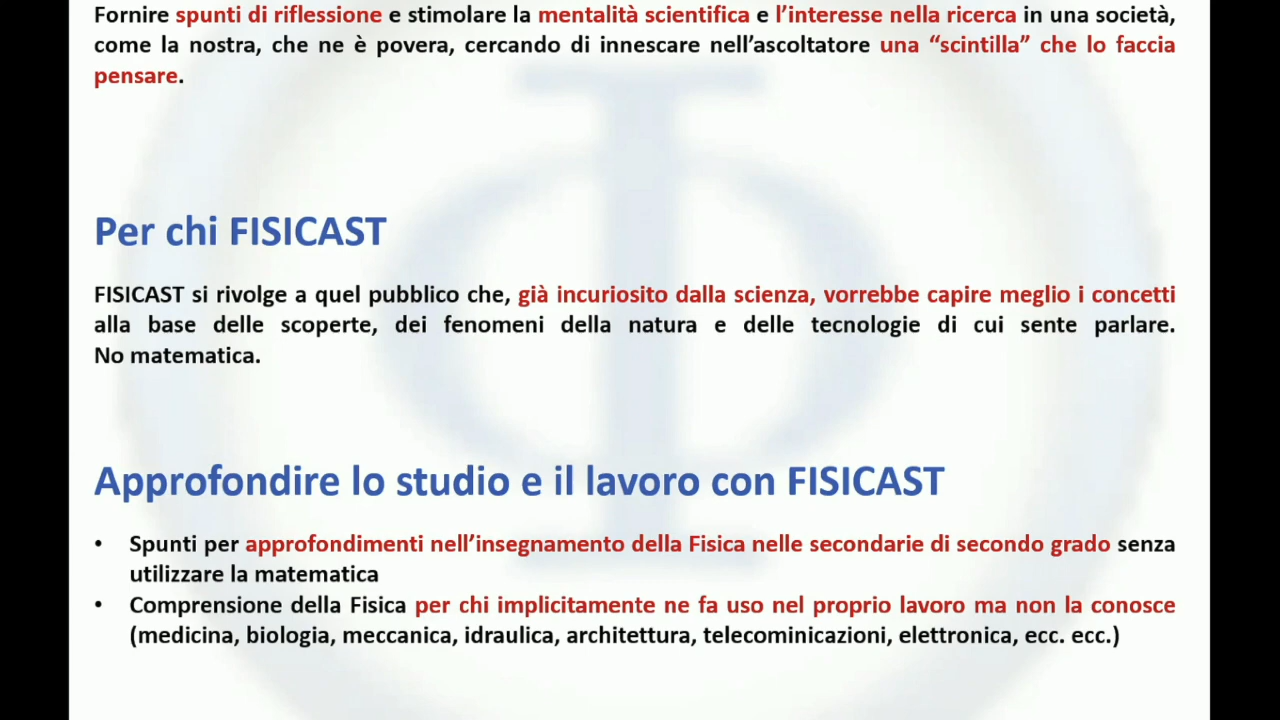 Fornire spunti di riflessione e stimolare la mentalità scientifica e l’interesse nella ricerca in una società,
come la nostra, che ne è povera, cercando di innescare nell’ascoltatore una “scintilla” che lo faccia
pensare.
Per chi FISICAST
FISICAST si rivolge a quel pubblico che, già incuriosito dalla scienza, vorrebbe capire meglio i concetti
alla base delle scoperte, dei fenomeni della natura e delle tecnologie di cui sente parlare.
No matematica.
Approfondire lo studio e il lavoro con FISICAST
• Spunti per approfondimenti nell’insegnamento della Fisica nelle secondarie di secondo grado senza
utilizzare la matematica
• Comprensione della Fisica per chi implicitamente ne fa uso nel proprio lavoro ma non la conosce
(medicina, biologia, meccanica, idraulica, architettura, telecominicazioni, elettronica, ecc. ecc.)